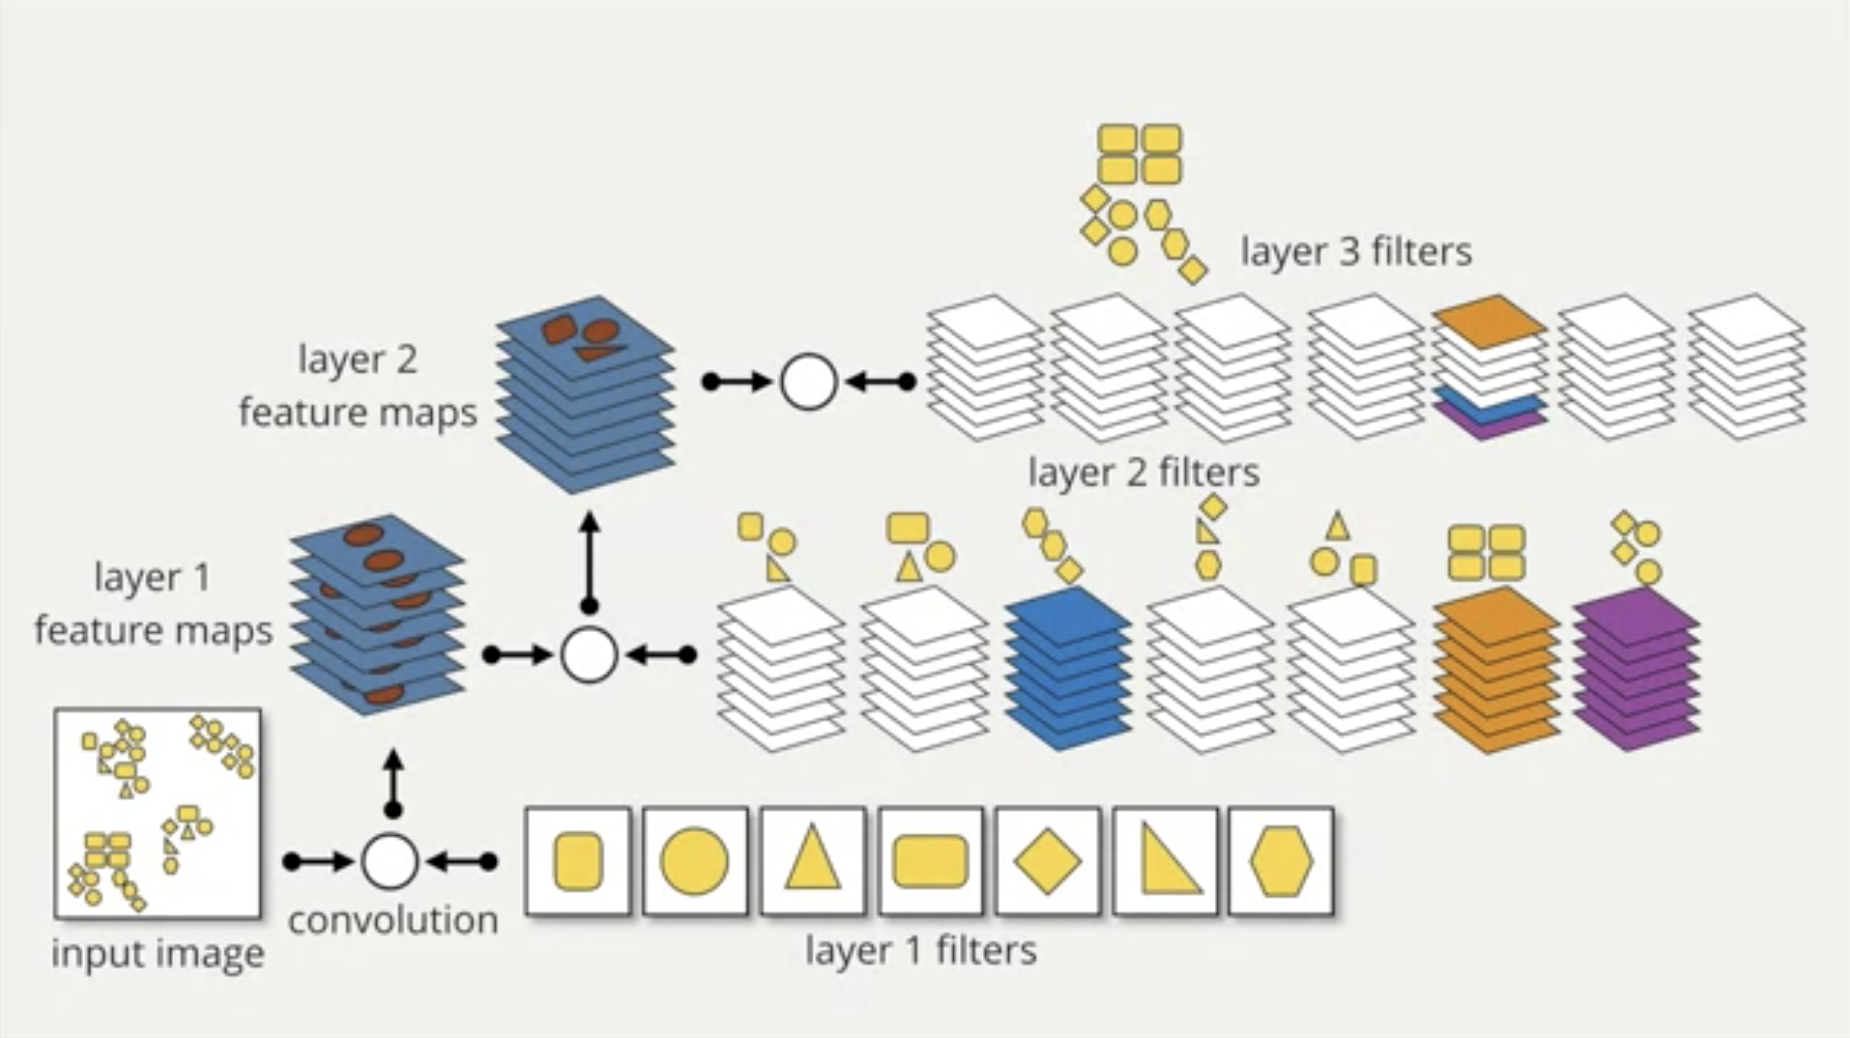 layer 3 filters
layer 2
feature maps
layer 2 filters
layer 1
feature maps
convolution
input image
layer 1 filters